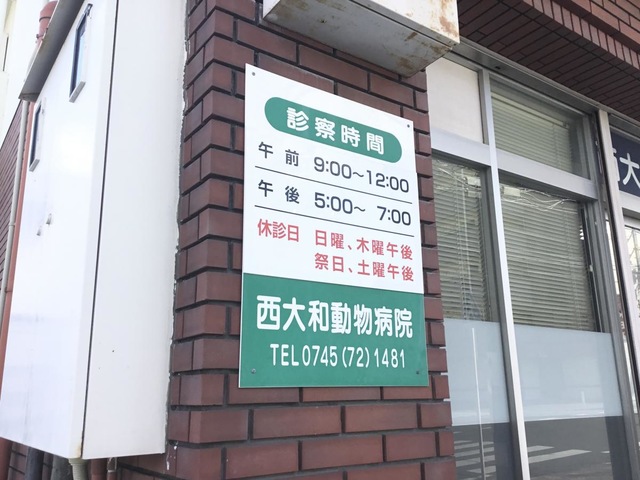 診察時間
午前 9:00～12:00
午後 5:00～ 7:00
休診日 日曜、木曜午後
祭日、土曜午後
西大和動物病院
TEL0745(72)1481
大